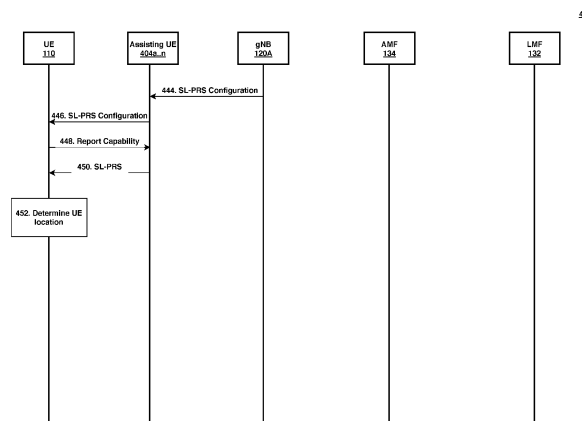 4
UE
110
Assisting UE
404a..n
gNB
120A
AMF
134
LMF
132
444. SL-PRS Configuration
446. SL-PRS Configuration
448. Report Capability
450. SL-PRS
452. Determine UE
location